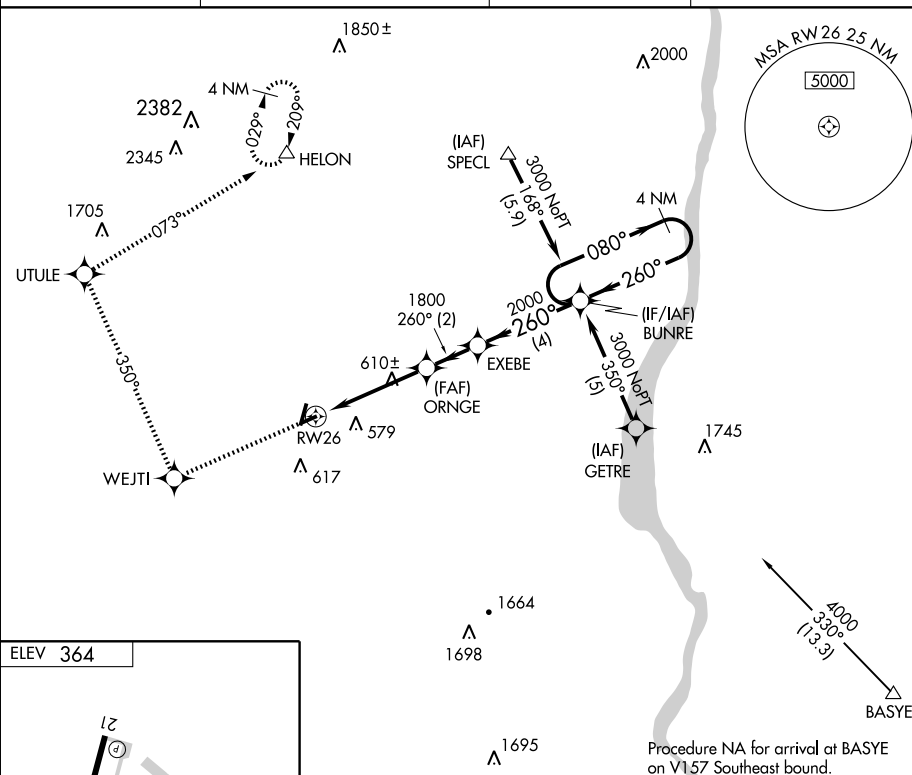 1850±
2000
MSA RW 26 25 NM
5000
4 NM
2382
2345
029°
209°
HELON
(IAF)
SPECL
3000 NoPT
168°
(5.9)
4 NM
1705
073°
080°
260°
UTULE
1800
260° (2)
2000
260°
(4)
(IF/IAF)
BUNRE
EXEBE
610±
(FAF)
ORNGE
3000 NoPT
350°
(5)
350°
RW26
579
617
WEJTI
(IAF)
GETRE
1745
1664
1698
4000
330°
(13.3)
BASYE
ELEV 364
21
P
1695
Procedure NA for arrival at BASYE
on V157 Southeast bound.